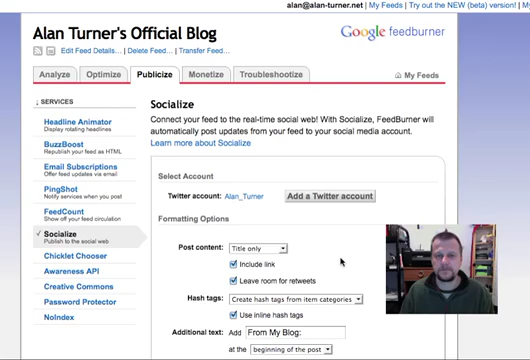 alan@alan-turner.net | My Feeds | Try out the NEW (beta) version! |
Alan Turner's Official Blog
Google feedburner
Edit Feed Details... | Delete Feed... | Transfer Feed...
Analyze
Optimize
Publicize
Monetize
Troubleshootize
My Feeds
↓ SERVICES
Headline Animator
Display rotating headlines
BuzzBoost
Republish your feed as HTML
Email Subscriptions
Offer feed updates via email
PingShot
Notify services when you post
FeedCount
Show off your feed circulation
✓ Socialize
Publish to the social web
Chicklet Chooser
Awareness API
Creative Commons
Password Protector
NoIndex
Socialize
Connect your feed to the real-time social web! With Socialize, FeedBurner will
automatically post updates from your feed to your social media account.
Learn more about Socialize
Select Account
Twitter account: Alan_Turner Add a Twitter account
Formatting Options
Post content: Title only
Include link
Leave room for retweets
Hash tags: Create hash tags from item categories
Use inline hash tags
Additional text: Add From My Blog:
at the beginning of the post